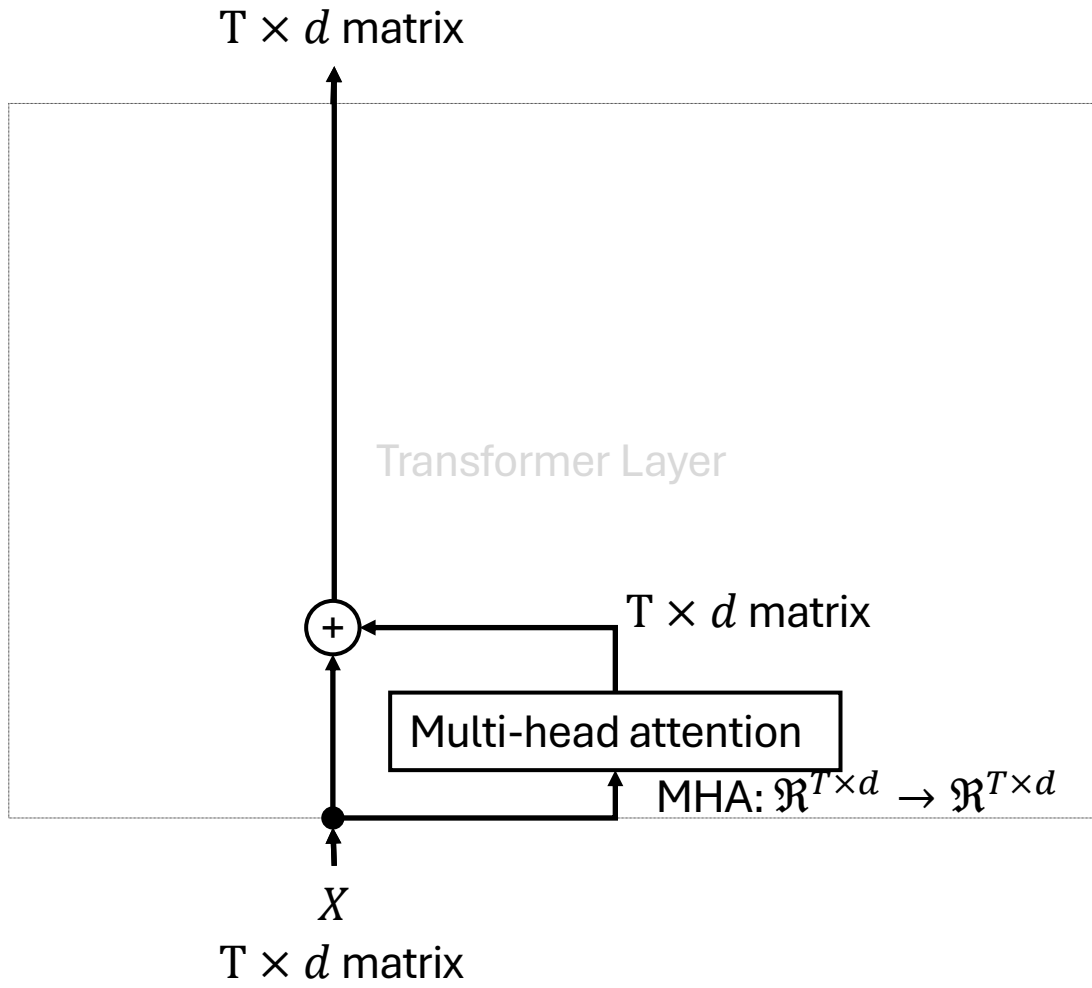 T × d matrix
Transformer Layer
+
T × d matrix
Multi-head attention
MHA: ℜ^{T×d} → ℜ^{T×d}
X
T × d matrix